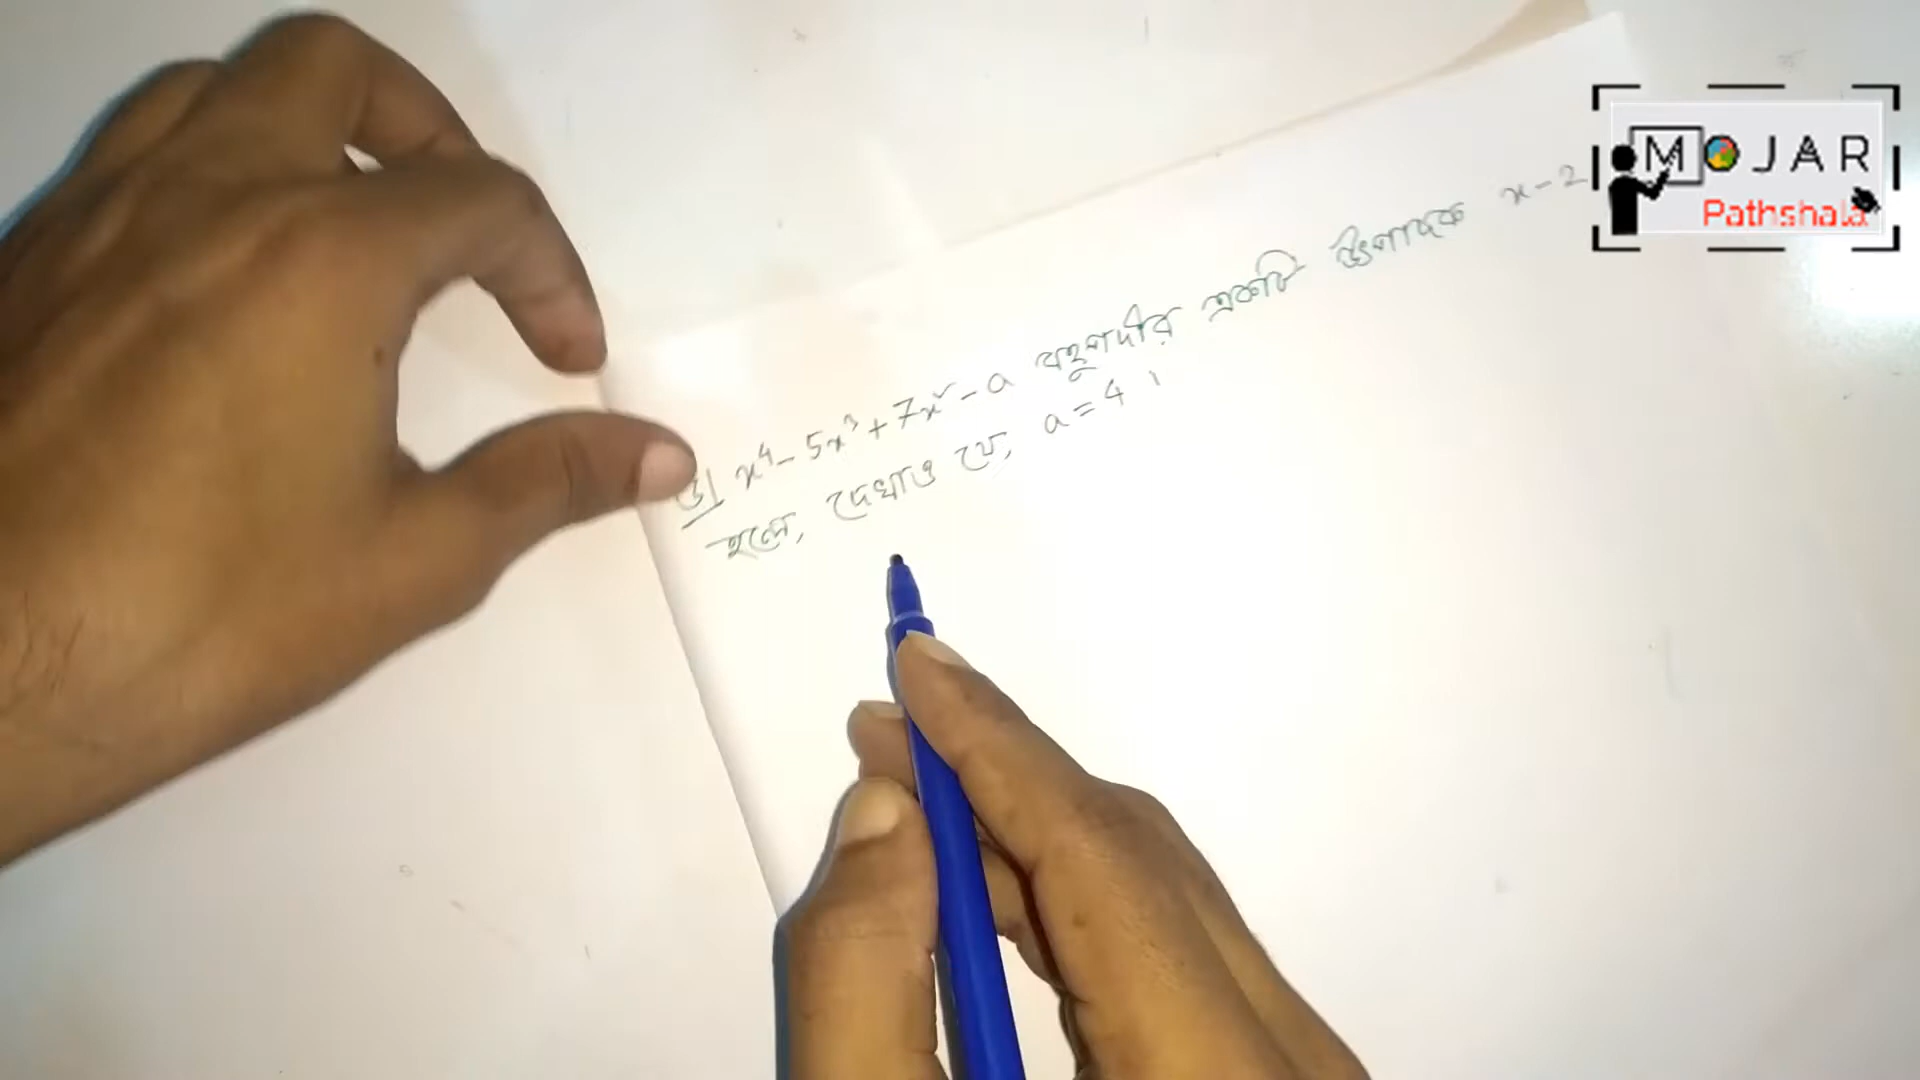 MOJAR
Pathshala
৩| x⁴ - 5x³ + 7x² - a বহুপদীর একটি উৎপাদক x - 2
হলে, দেখাও যে, a = 4 ।